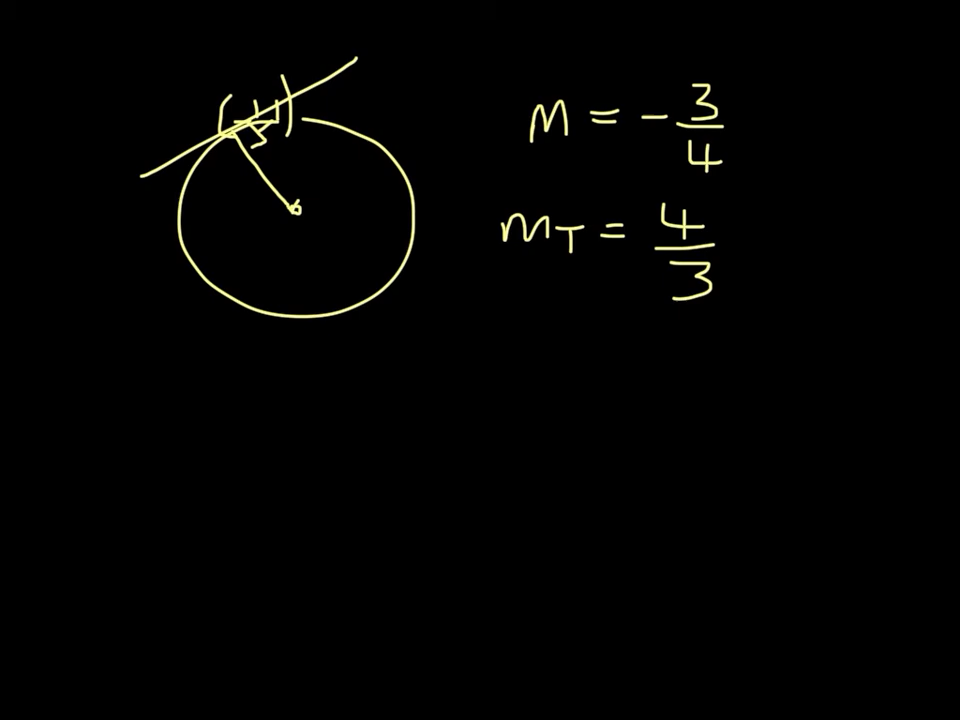 M = - 3/4
m_T = 4/3